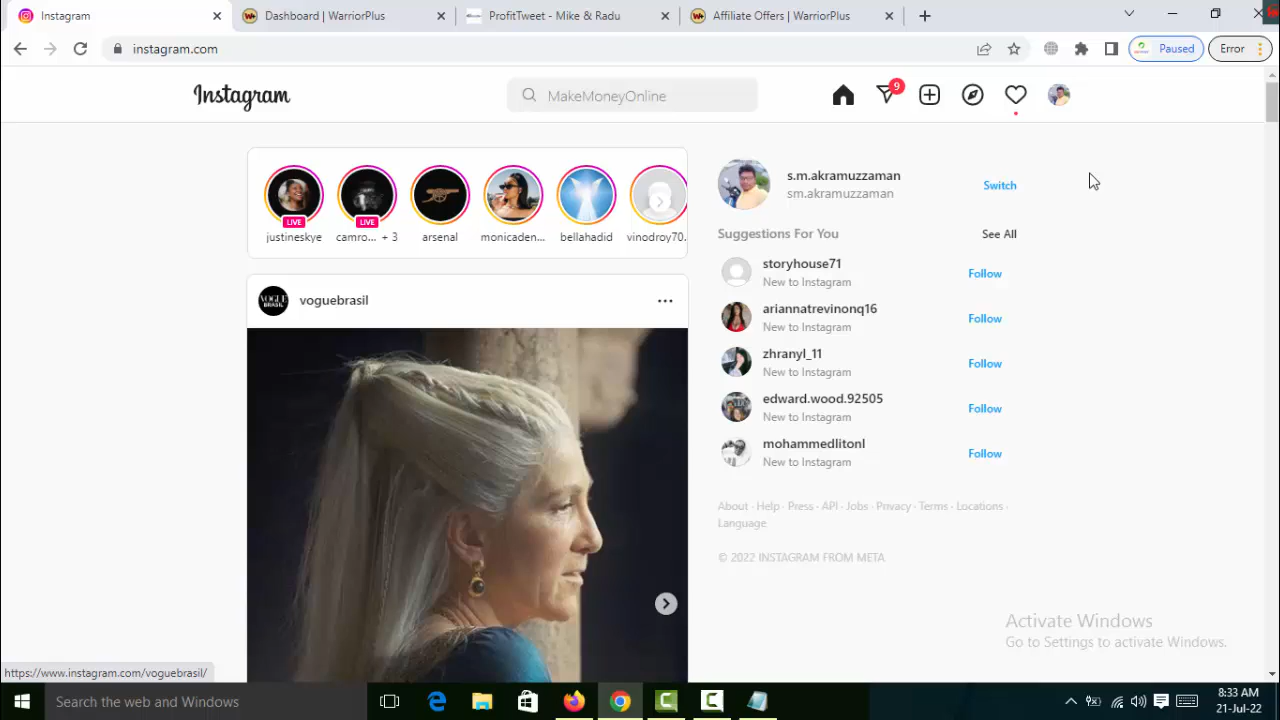 Instagram
Dashboard | WarriorPlus
ProfitTweet - Mike & Radu
Affiliate Offers | WarriorPlus
instagram.com
Paused
Error
Instagram
MakeMoneyOnline
9
LIVE
LIVE
justineskye
camro... + 3
arsenal
monicaden...
bellahadid
vinodroy70.
s.m.akramuzzaman
sm.akramuzzaman
Switch
Suggestions For You
See All
storyhouse71
New to Instagram
Follow
ariannatrevinonq16
New to Instagram
Follow
zhranyl_11
New to Instagram
Follow
edward.wood.92505
New to Instagram
Follow
mohammedlitonl
New to Instagram
Follow
VOGUE
BRASIL
voguebrasil
About · Help · Press · API · Jobs · Privacy · Terms · Locations ·
Language
© 2022 INSTAGRAM FROM META
Activate Windows
Go to Settings to activate Windows.
https://www.instagram.com/voguebrasil/
Search the web and Windows
8:33 AM
21-Jul-22